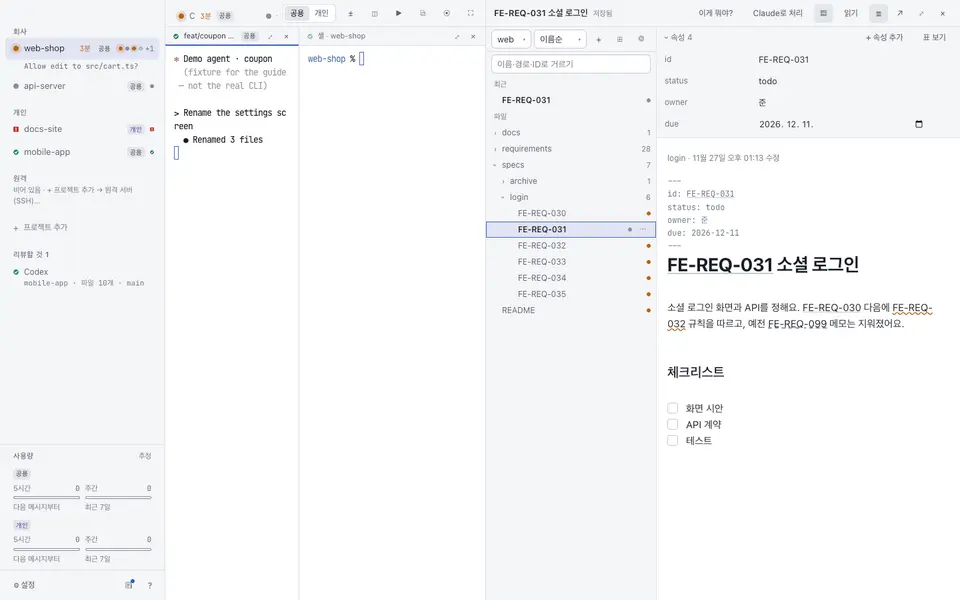 회사
web-shop 3분 공용 +1
Allow edit to src/cart.ts?
api-server 공용
개인
docs-site 개인
mobile-app 공용
원격
비어 있음 · + 프로젝트 추가 → 원격 서버
(SSH)…
+ 프로젝트 추가
리뷰할 것 1
Codex
mobile-app · 파일 10개 · main
사용량 추정
공용
5시간 0 주간 0
다음 메시지부터 최근 7일
개인
5시간 0 주간 0
다음 메시지부터 최근 7일
설정 ?
C 3분 공용
공용 개인
feat/coupon … 공용
* Demo agent · coupon
(fixture for the guide
— not the real CLI)
> Rename the settings sc
reen
● Renamed 3 files
셸 · web-shop
web-shop %
FE-REQ-031 소셜 로그인 저장됨
이게 뭐야? Claude로 처리 읽기
web 이름순 +
이름·경로·ID로 거르기
최근
FE-REQ-031
파일
docs 1
requirements 28
specs 7
archive 1
login 6
FE-REQ-030
FE-REQ-031 …
FE-REQ-032
FE-REQ-033
FE-REQ-034
FE-REQ-035
README
속성 4 + 속성 추가 표 보기
id FE-REQ-031
status todo
owner 준
due 2026. 12. 11.
login · 11월 27일 오후 01:13 수정
---
id: FE-REQ-031
status: todo
owner: 준
due: 2026-12-11
---
FE-REQ-031 소셜 로그인
소셜 로그인 화면과 API를 정해요. FE-REQ-030 다음에 FE-REQ-
032 규칙을 따르고, 예전 FE-REQ-099 메모는 지워졌어요.
체크리스트
화면 시안
API 계약
테스트